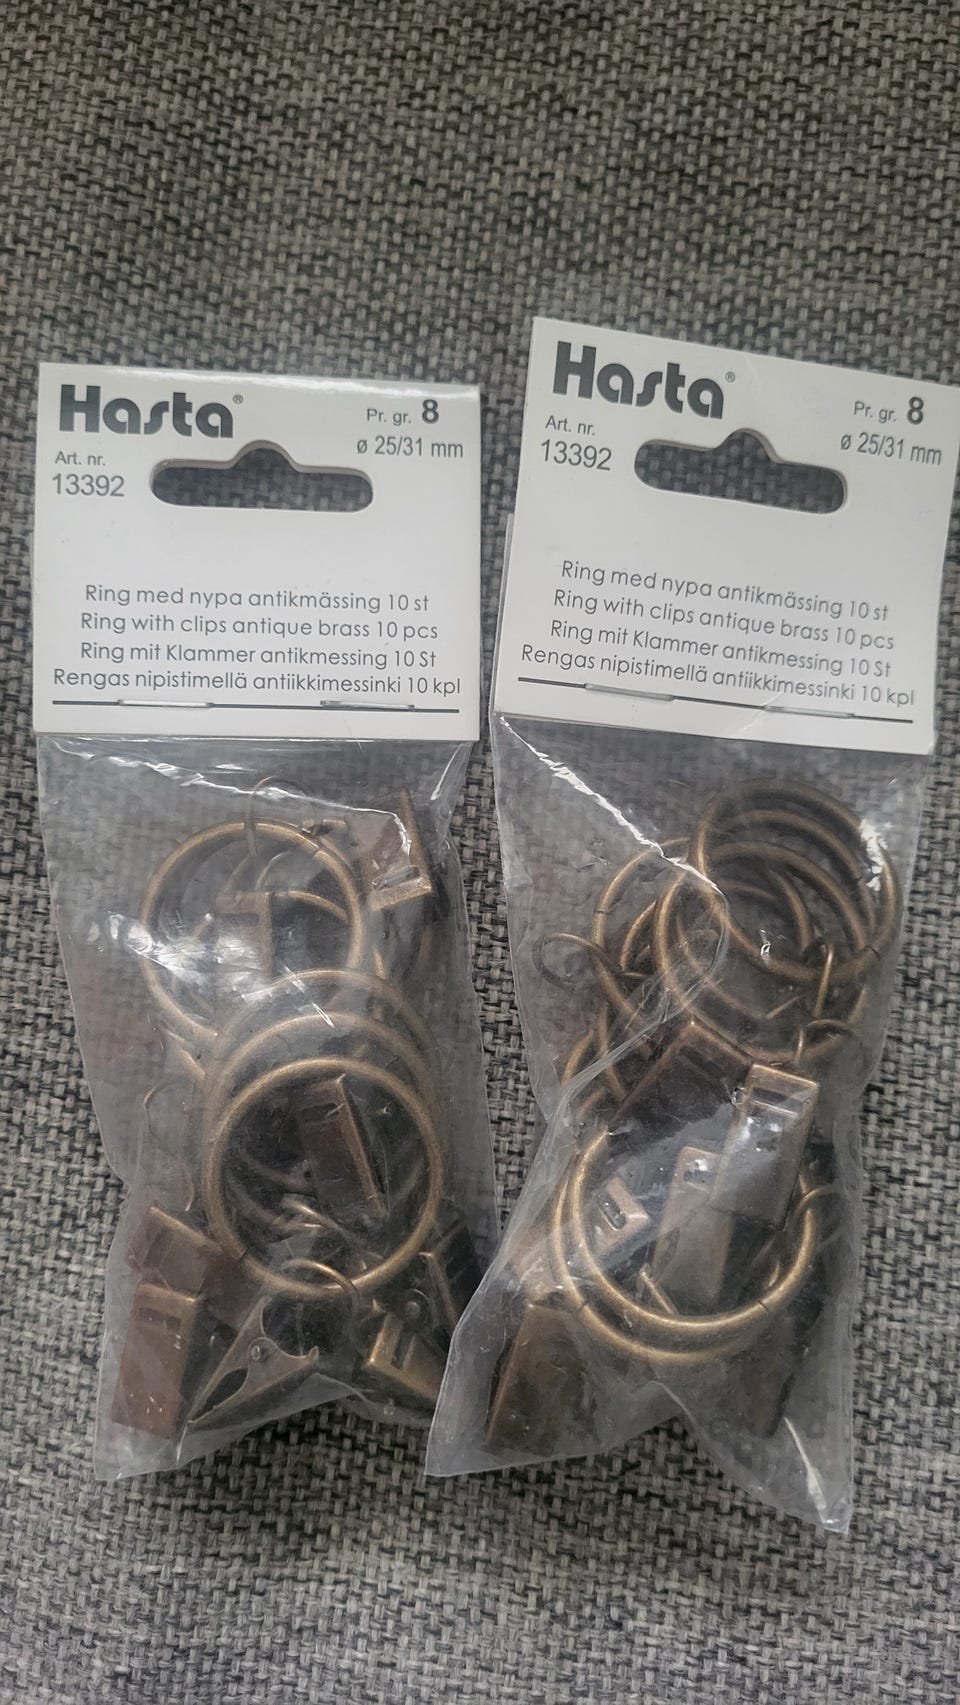 Hasta®
Pr. gr. 8
ø 25/31 mm
Art. nr.
13392
Ring med nypa antikmässing 10 st
Ring with clips antique brass 10 pcs
Ring mit Klammer antikmessing 10 St
Rengas nipistimellä antiikkimessinki 10 kpl
Hasta®
Pr. gr. 8
ø 25/31 mm
Art. nr.
13392
Ring med nypa antikmässing 10 st
Ring with clips antique brass 10 pcs
Ring mit Klammer antikmessing 10 St
Rengas nipistimellä antiikkimessinki 10 kpl